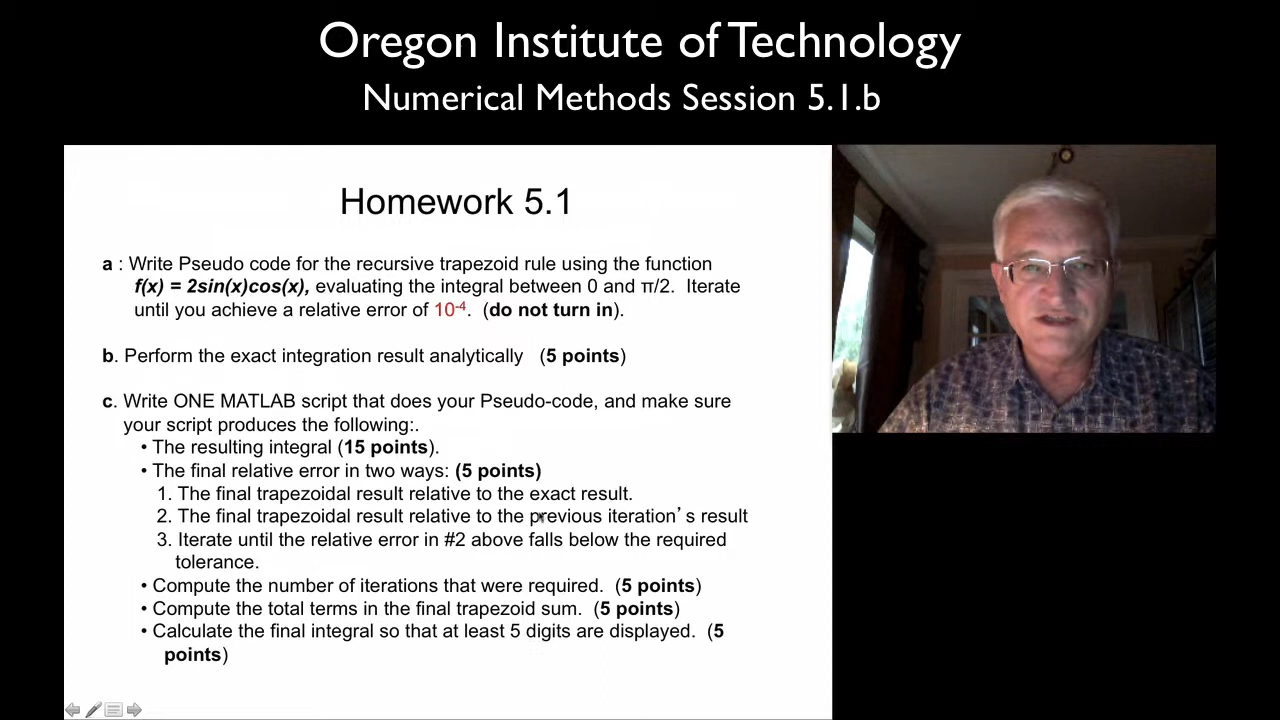 Oregon Institute of Technology
Numerical Methods Session 5.1.b
Homework 5.1
a : Write Pseudo code for the recursive trapezoid rule using the function
f(x) = 2sin(x)cos(x), evaluating the integral between 0 and π/2.  Iterate
until you achieve a relative error of 10⁻⁴.  (do not turn in).
b. Perform the exact integration result analytically   (5 points)
c. Write ONE MATLAB script that does your Pseudo-code, and make sure
your script produces the following:.
• The resulting integral (15 points).
• The final relative error in two ways: (5 points)
1. The final trapezoidal result relative to the exact result.
2. The final trapezoidal result relative to the previous iteration’s result
3. Iterate until the relative error in #2 above falls below the required
tolerance.
• Compute the number of iterations that were required.  (5 points)
• Compute the total terms in the final trapezoid sum.  (5 points)
• Calculate the final integral so that at least 5 digits are displayed.  (5
points)